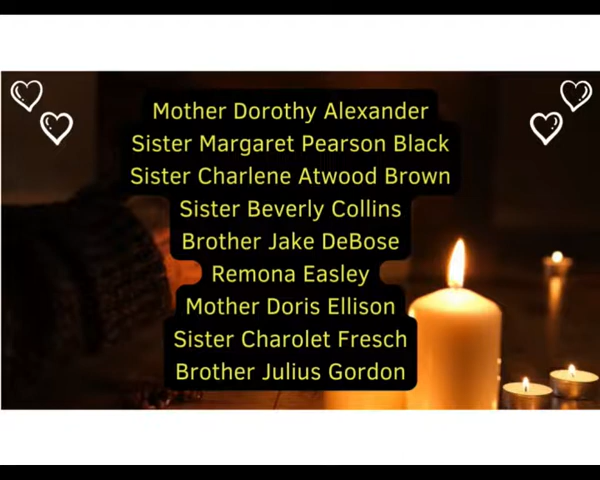 Mother Dorothy Alexander
Sister Margaret Pearson Black
Sister Charlene Atwood Brown
Sister Beverly Collins
Brother Jake DeBose
Remona Easley
Mother Doris Ellison
Sister Charolet Fresch
Brother Julius Gordon